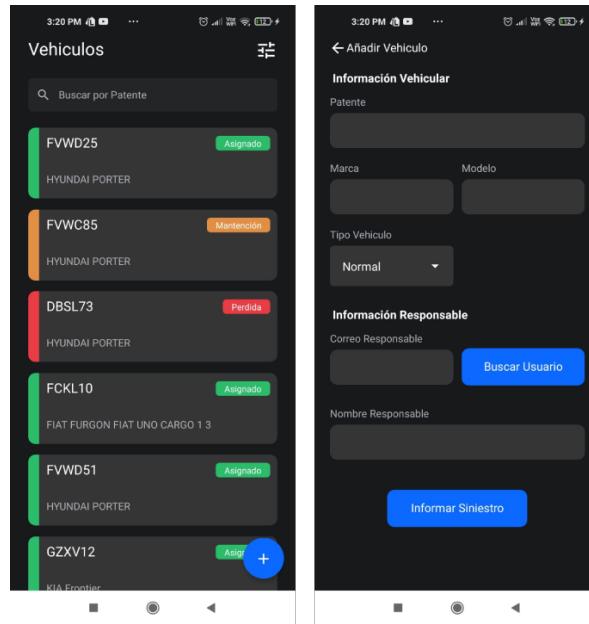 3:20 PM
Vehiculos
Buscar por Patente
FVWD25
Asignado
HYUNDAI PORTER
FVWC85
Mantención
HYUNDAI PORTER
DBSL73
Perdida
HYUNDAI PORTER
FCKL10
Asignado
FIAT FURGON FIAT UNO CARGO 1 3
FVWD51
Asignado
HYUNDAI PORTER
GZXV12
Asig
KIA Frontier
3:20 PM
Añadir Vehiculo
Información Vehicular
Patente
Marca
Modelo
Tipo Vehiculo
Normal
Información Responsable
Correo Responsable
Buscar Usuario
Nombre Responsable
Informar Siniestro